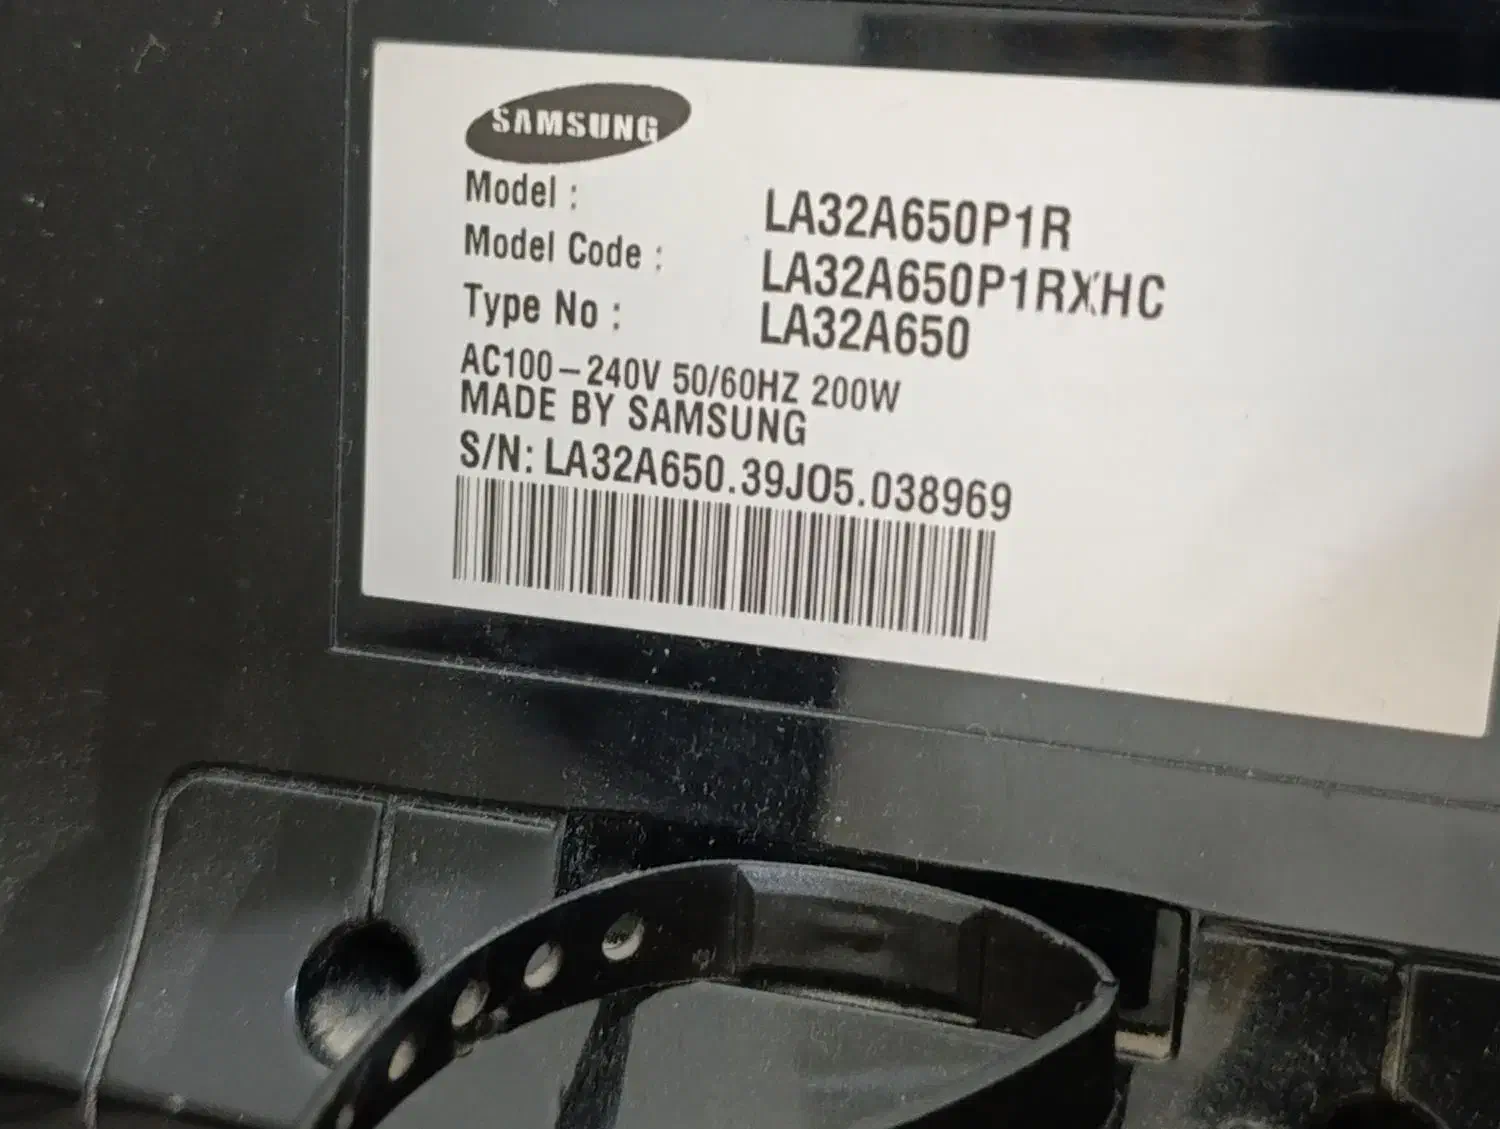 SAMSUNG
Model : LA32A650P1R
Model Code : LA32A650P1RXHC
Type No : LA32A650
AC100-240V 50/60HZ 200W
MADE BY SAMSUNG
S/N: LA32A650.39JO5.038969